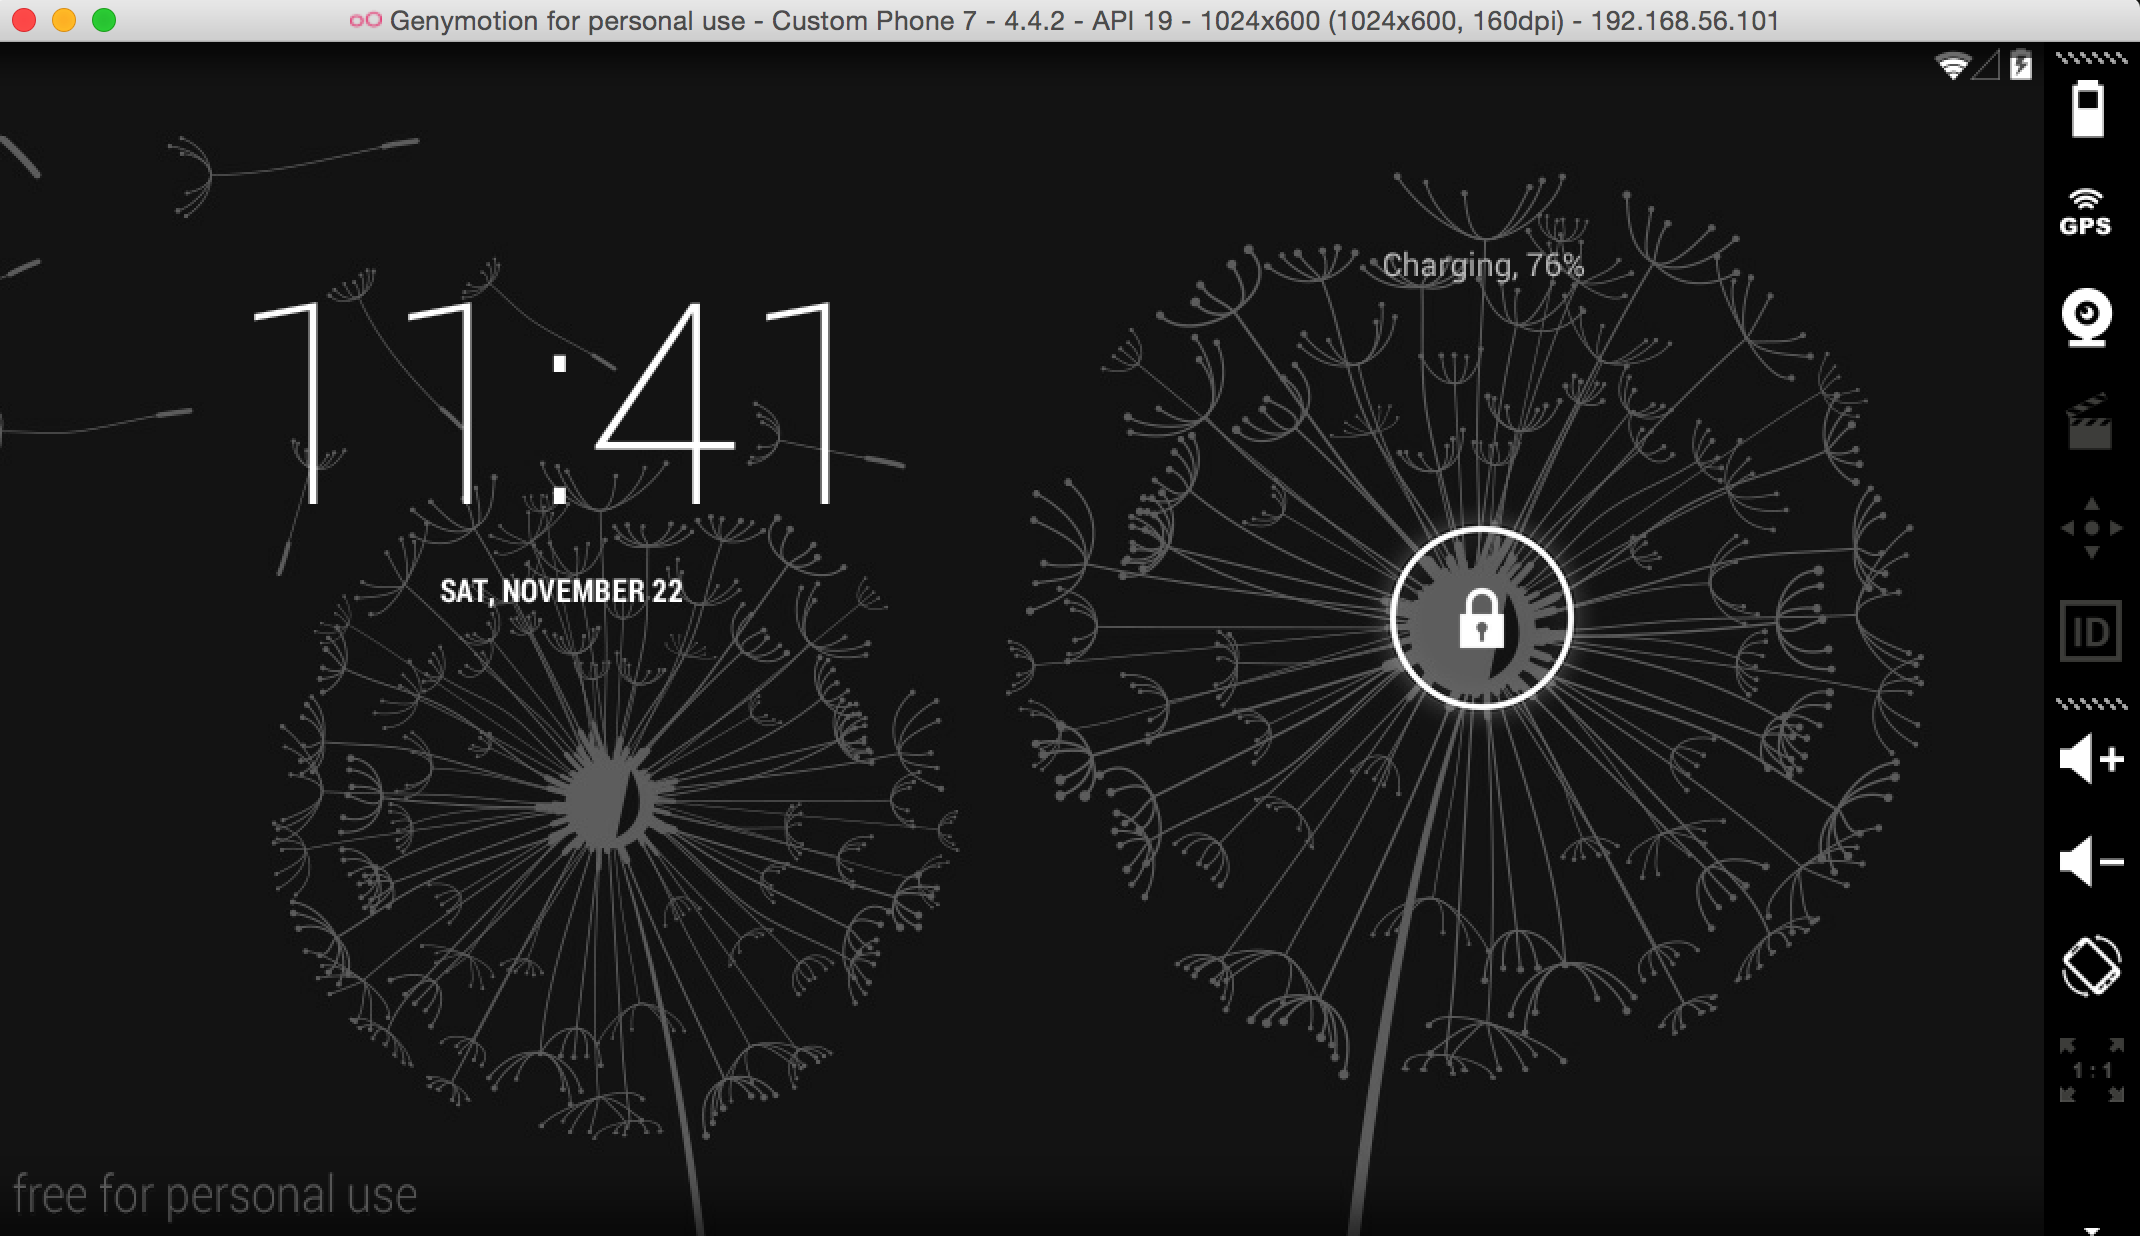 Genymotion for personal use - Custom Phone 7 - 4.4.2 - API 19 - 1024x600 (1024x600, 160dpi) - 192.168.56.101
GPS
Charging, 76%
11:41
SAT, NOVEMBER 22
ID
1:1
free for personal use